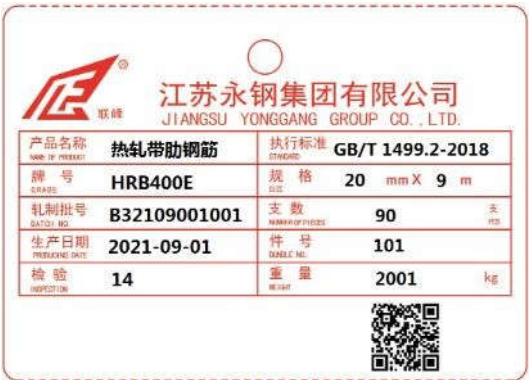 ®
联峰
江苏永钢集团有限公司
JIANGSU YONGGANG GROUP CO.,LTD.
产品名称 热轧带肋钢筋 执行标准 GB/T 1499.2-2018
NAME OF PRODUCT STANDARD
牌号 HRB400E 规格 20 mm X 9 m
GRADE SIZE
轧制批号 B32109001001 支数 90 支
BATCH NO. NUMBER OF PIECES PCS
生产日期 2021-09-01 件号 101
PRODUCING DATE BUNDLE NO.
检验 14 重量 2001 kg
INSPECTION WEIGHT